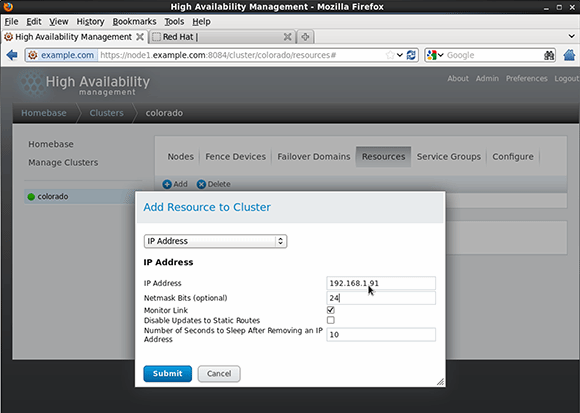 High Availability Management - Mozilla Firefox
File Edit View History Bookmarks Tools Help
High Availability Management Red Hat |
example.com https://node1.example.com:8084/cluster/colorado/resources# Google
High Availability
management
About Admin Preferences Logout
Homebase Clusters colorado
Homebase
Manage Clusters
colorado
Nodes Fence Devices Failover Domains Resources Service Groups Configure
Add Delete
Add Resource to Cluster
IP Address
IP Address
IP Address 192.168.1.91
Netmask Bits (optional) 24
Monitor Link
Disable Updates to Static Routes
Number of Seconds to Sleep After Removing an IP
Address 10
Submit Cancel